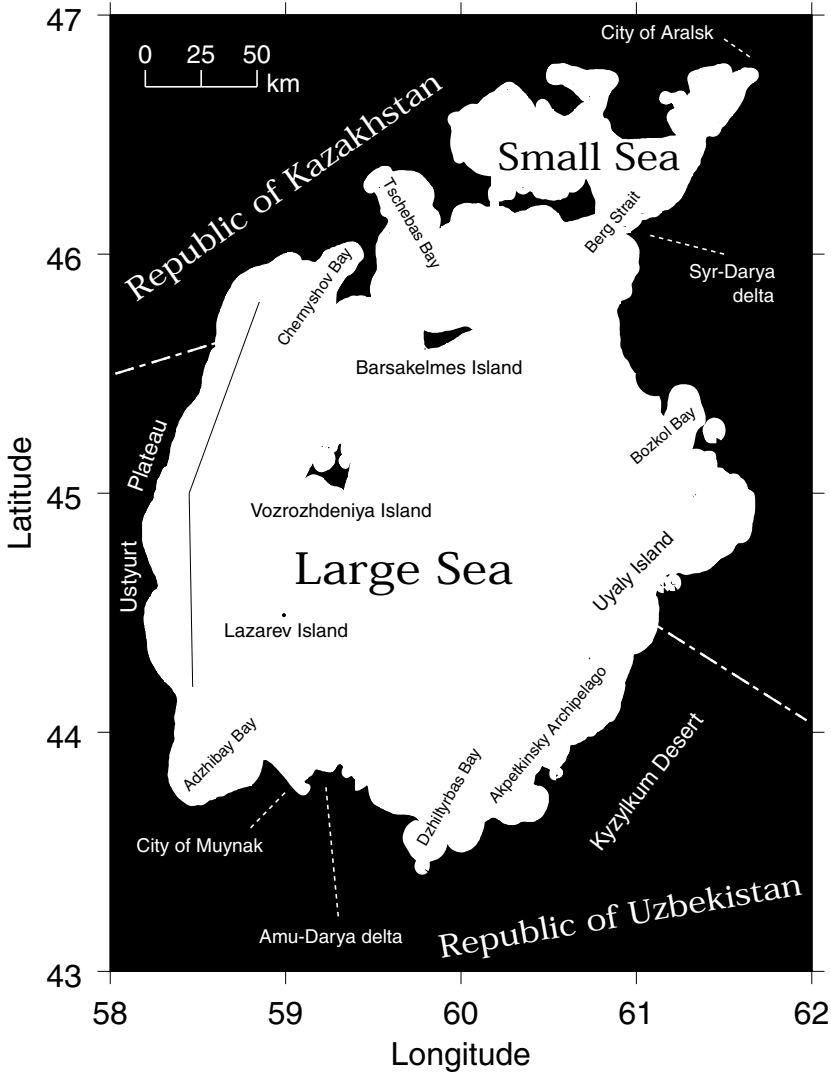 47
City of Aralsk
0 25 50
km
Republic of Kazakhstan
Small Sea
Tschebas Bay
Berg Strait
46
Syr-Darya
delta
Chernyshov Bay
Barsakelmes Island
Plateau
Bozkol Bay
45
Latitude
Vozrozhdeniya Island
Large Sea
Ustyurt
Uyaly Island
Lazarev Island
44
Adzhibay Bay
Dzhiltyrbas Bay
Akpetkinsky Archipelago
Kyzylkum Desert
City of Muynak
Amu-Darya delta
Republic of Uzbekistan
43
58 59 60 61 62
Longitude